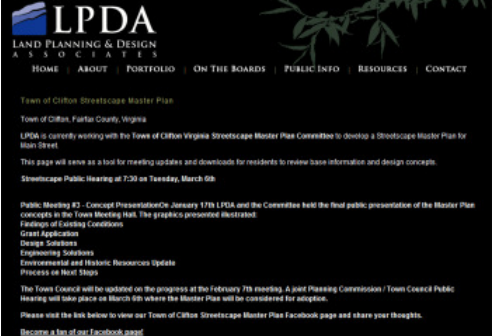 LPDA
LAND PLANNING & DESIGN
ASSOCIATES
HOME | ABOUT | PORTFOLIO | ON THE BOARDS | PUBLIC INFO | RESOURCES | CONTACT
Town of Clifton Streetscape Master Plan
Town of Clifton, Fairfax County, Virginia
LPDA is currently working with the Town of Clifton Virginia Streetscape Master Plan Committee to develop a Streetscape Master Plan for
Main Street.
This page will serve as a tool for meeting updates and downloads for residents to review base information and design concepts.
Streetscape Public Hearing at 7:30 on Tuesday, March 6th
Public Meeting #3 - Concept PresentationOn January 17th LPDA and the Committee held the final public presentation of the Master Plan
concepts in the Town Meeting Hall. The graphics presented illustrated:
Findings of Existing Conditions
Grant Application
Design Solutions
Engineering Solutions
Environmental and Historic Resources Update
Process on Next Steps
The Town Council will be updated on the progress at the February 7th meeting. A joint Planning Commission / Town Council Public
Hearing will take place on March 6th where the Master Plan will be considered for adoption.
Please visit the link below to view our Town of Clifton Streetscape Master Plan Facebook page and share your thoughts.
Become a fan of our Facebook page!